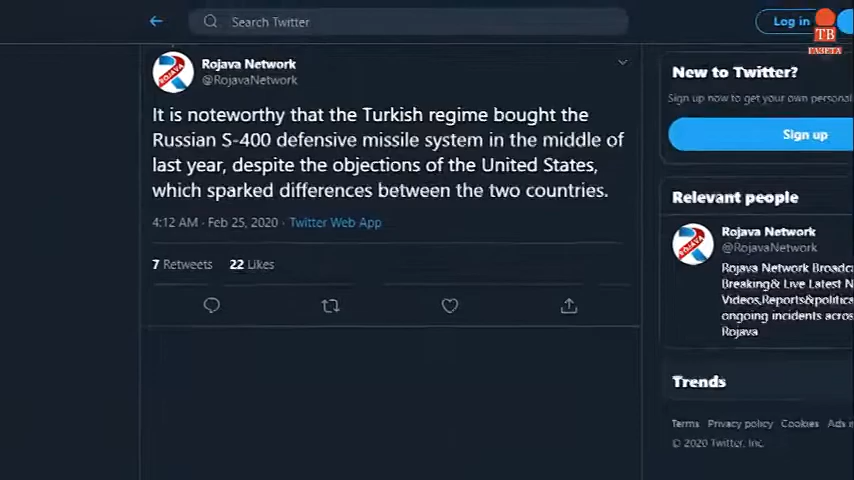 Search Twitter
Log in
ТВ
ГАЗЕТА
Rojava Network
@RojavaNetwork
It is noteworthy that the Turkish regime bought the
Russian S-400 defensive missile system in the middle of
last year, despite the objections of the United States,
which sparked differences between the two countries.
4:12 AM · Feb 25, 2020 · Twitter Web App
7 Retweets 22 Likes
New to Twitter?
Sign up now to get your own personal
Sign up
Relevant people
Rojava Network
@RojavaNetwork
Rojava Network Broadca
Breaking& Live Latest N
Videos,Reports&politica
ongoing incidents acros
Rojava
Trends
Terms Privacy policy Cookies Ads
© 2020 Twitter, Inc.